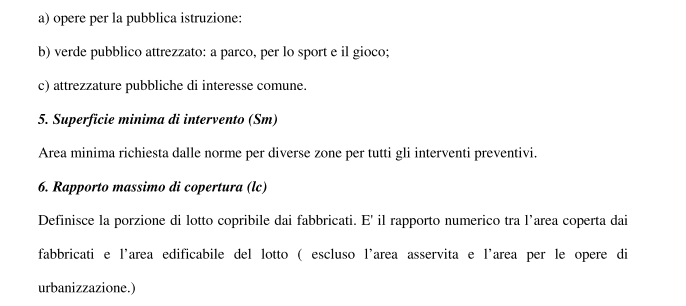 a) opere per la pubblica istruzione:
b) verde pubblico attrezzato: a parco, per lo sport e il gioco;
c) attrezzature pubbliche di interesse comune.
5. Superficie minima di intervento (Sm)
Area minima richiesta dalle norme per diverse zone per tutti gli interventi preventivi.
6. Rapporto massimo di copertura (lc)
Definisce la porzione di lotto copribile dai fabbricati. E' il rapporto numerico tra l'area coperta dai
fabbricati e l'area edificabile del lotto ( escluso l'area asservita e l'area per le opere di
urbanizzazione.)